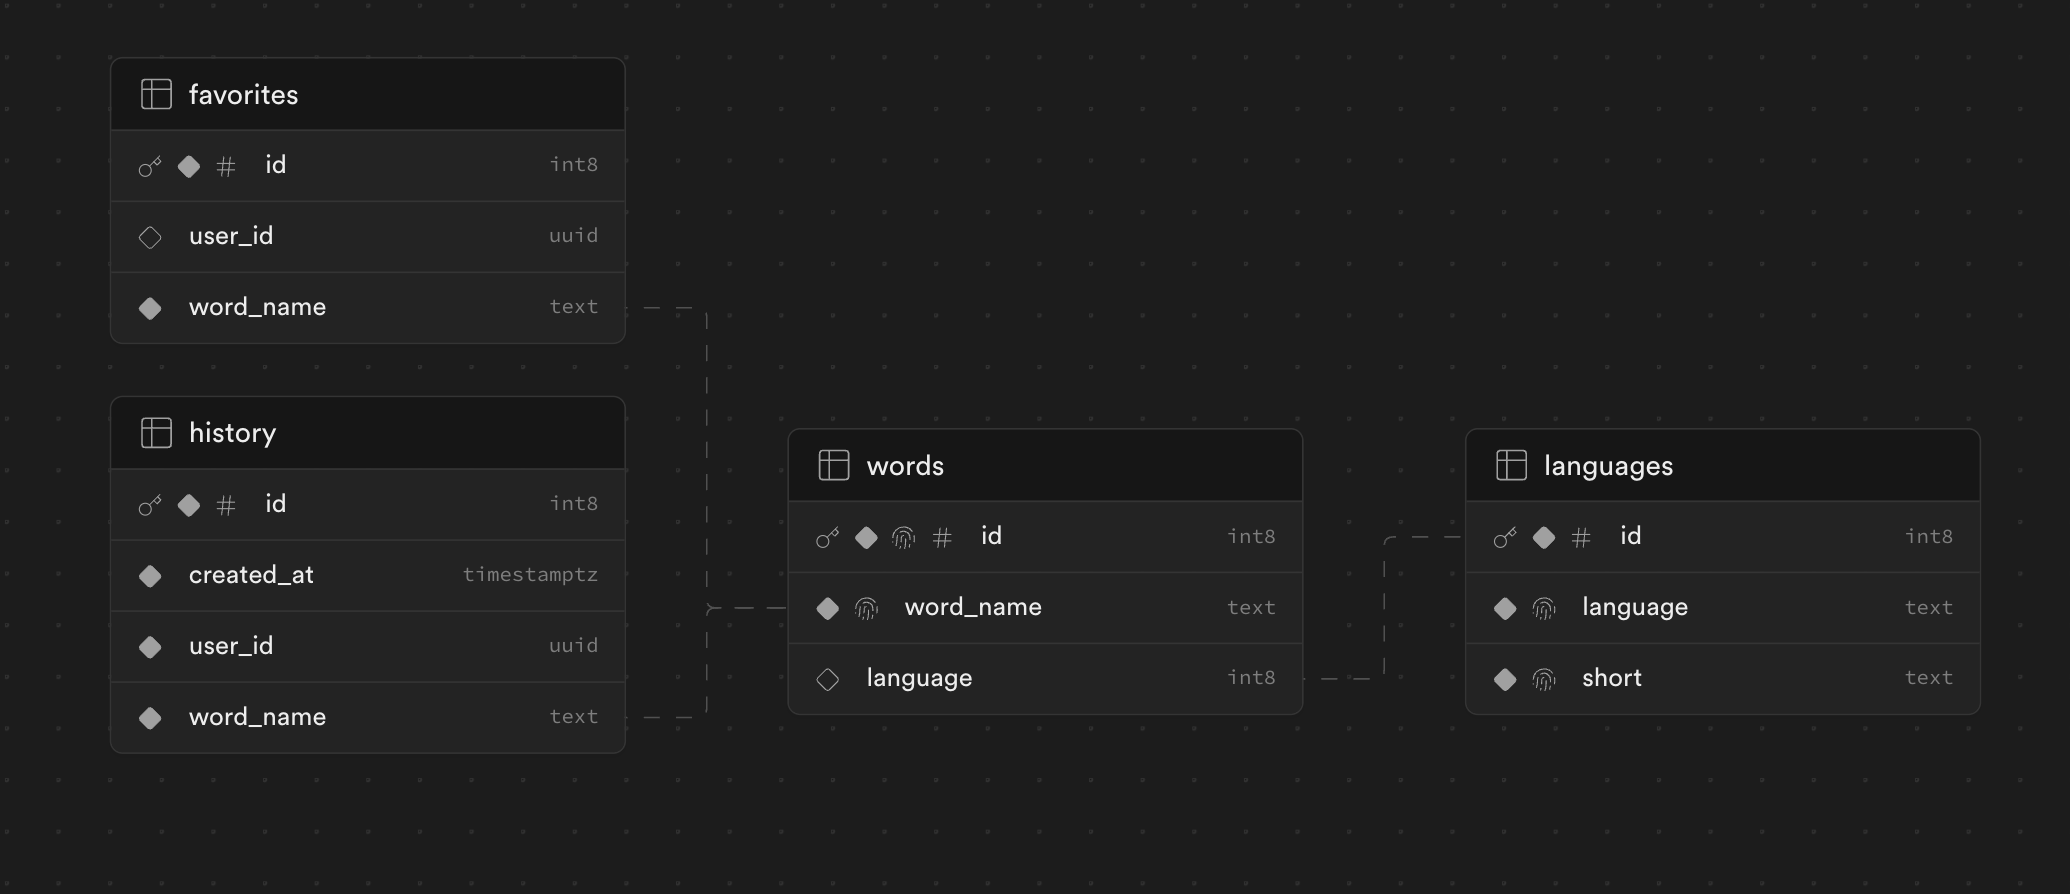 favorites
id int8
user_id uuid
word_name text
history
id int8
created_at timestamptz
user_id uuid
word_name text
words
id int8
word_name text
language int8
languages
id int8
language text
short text